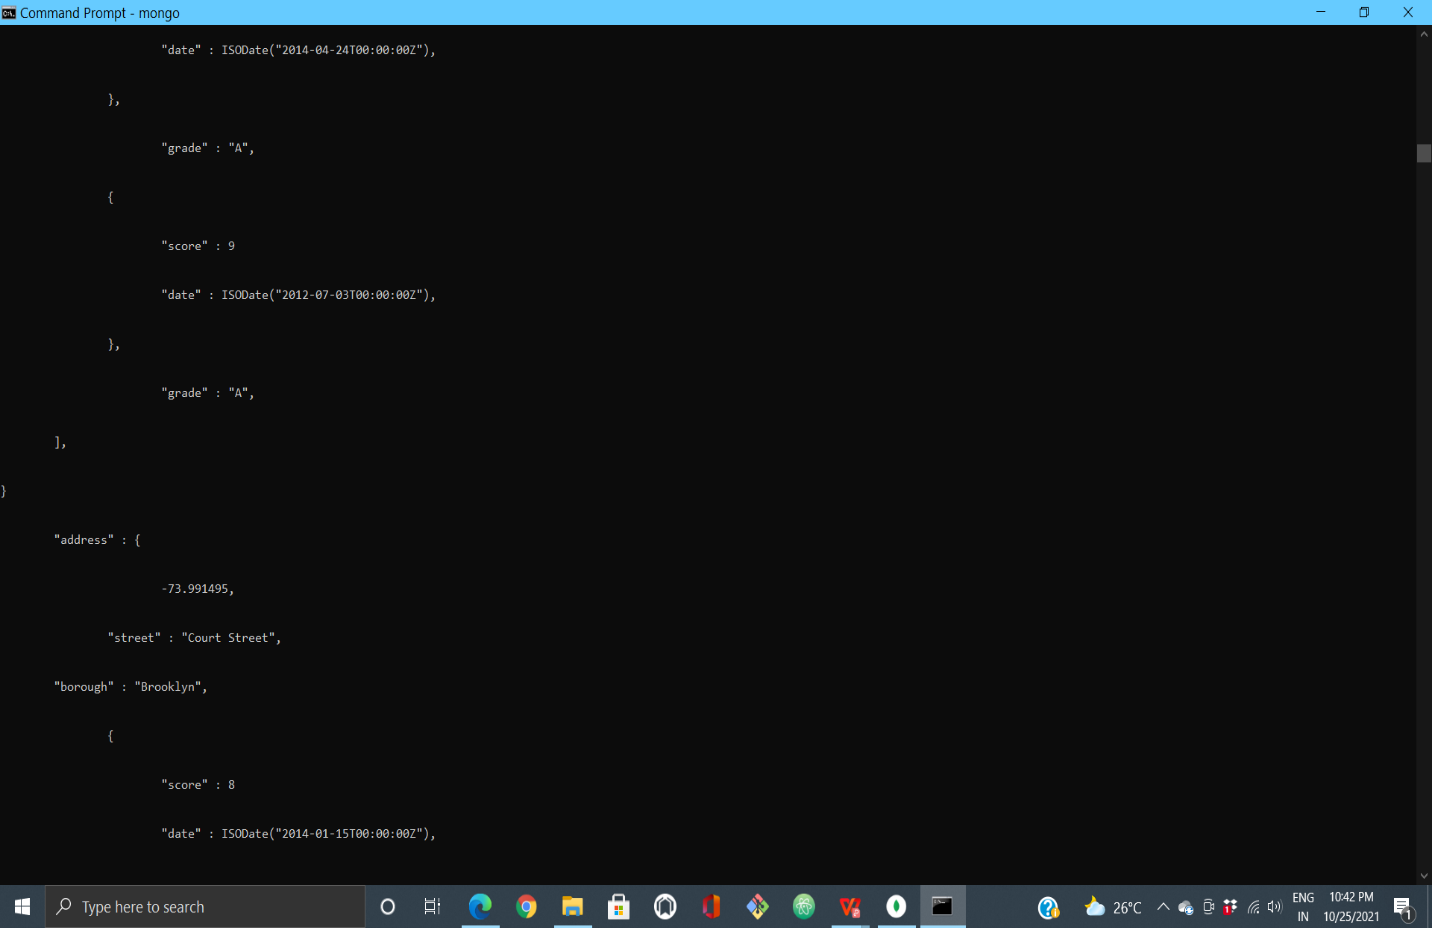 Command Prompt - mongo
"date" : ISODate("2014-04-24T00:00:00Z"),
},
"grade" : "A",
{
"score" : 9
"date" : ISODate("2012-07-03T00:00:00Z"),
},
"grade" : "A",
],
}
"address" : {
-73.991495,
"street" : "Court Street",
"borough" : "Brooklyn",
{
"score" : 8
"date" : ISODate("2014-01-15T00:00:00Z"),
Type here to search
26°C
ENG
IN
10:42 PM
10/25/2021
1